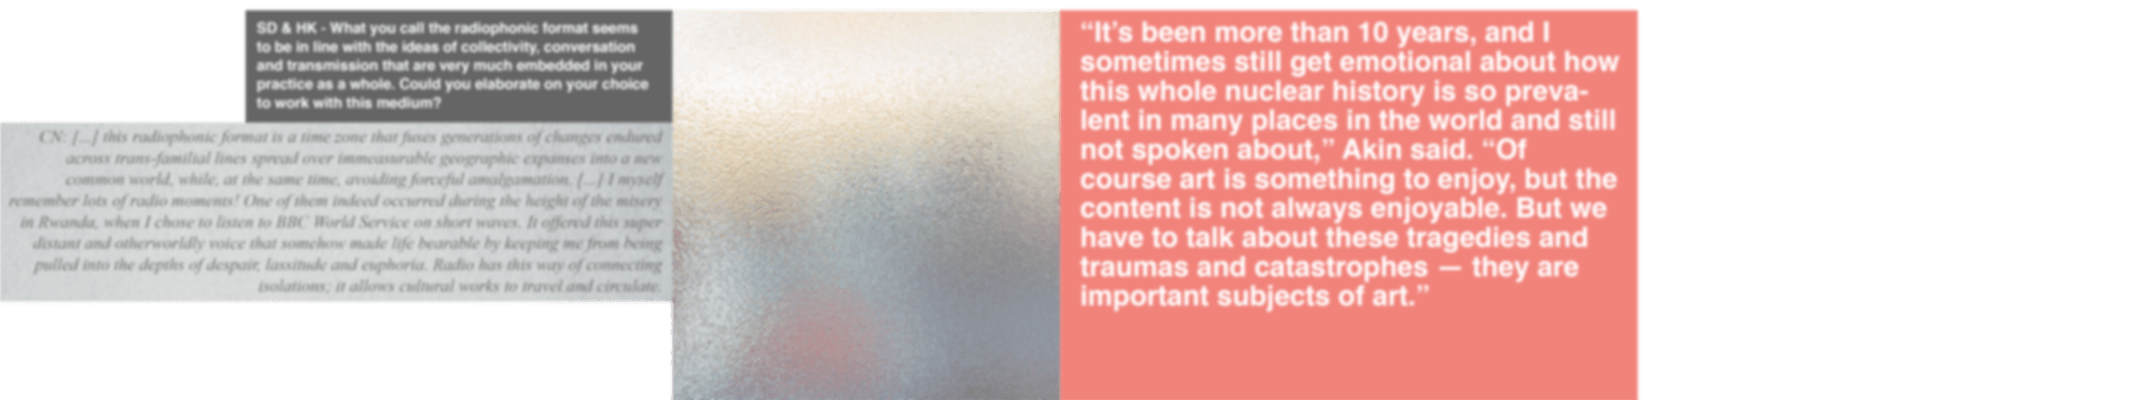 SD & HK - What you call the radiophonic format seems
to be in line with the ideas of collectivity, conversation
and transmission that are very much embedded in your
practice as a whole. Could you elaborate on your choice
to work with this medium?
CN: [...] this radiophonic format is a time zone that fuses generations of changes endured
across trans-familial lines spread over immeasurable geographic expanses into a new
common world, while, at the same time, avoiding forceful amalgamation. [...] I myself
remember lots of radio moments! One of them indeed occurred during the height of the misery
in Rwanda, when I chose to listen to BBC World Service on short waves. It offered this super
distant and otherworldly voice that somehow made life bearable by keeping me from being
pulled into the depths of despair, lassitude and euphoria. Radio has this way of connecting
isolations; it allows cultural works to travel and circulate.
“It’s been more than 10 years, and I
sometimes still get emotional about how
this whole nuclear history is so preva-
lent in many places in the world and still
not spoken about,” Akin said. “Of
course art is something to enjoy, but the
content is not always enjoyable. But we
have to talk about these tragedies and
traumas and catastrophes — they are
important subjects of art.”